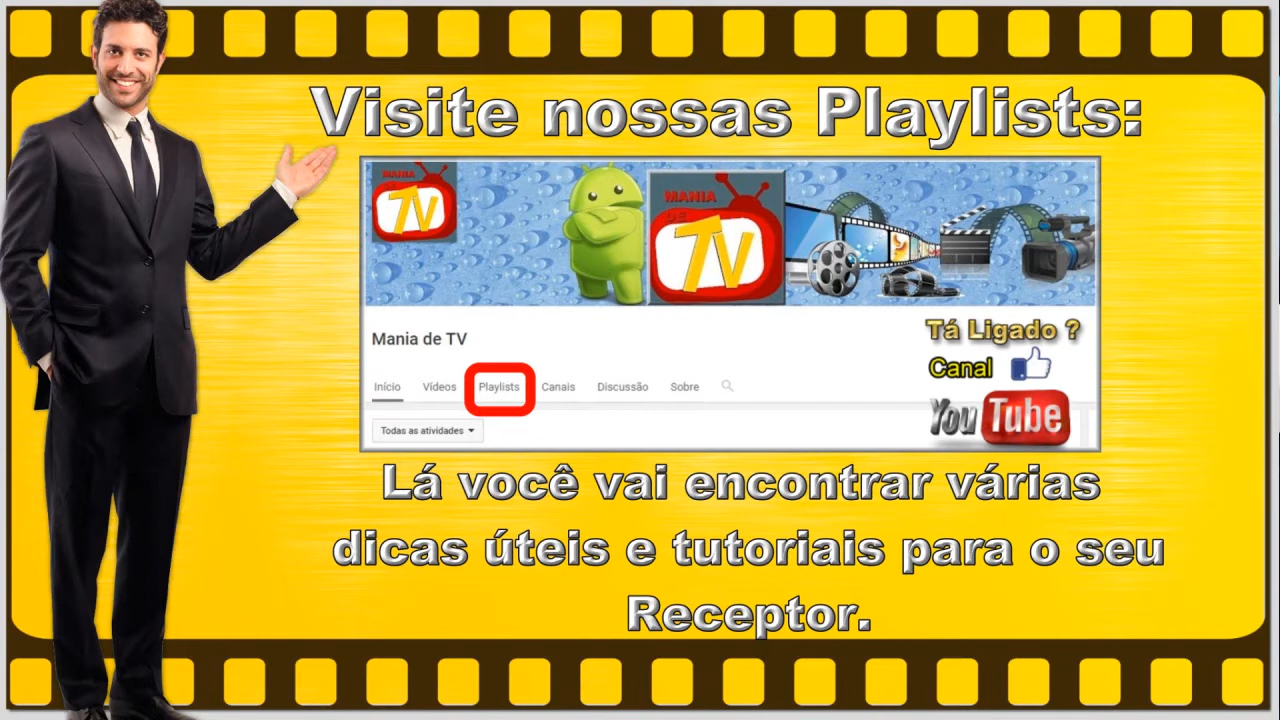 Visite nossas Playlists:
MANIA
TV
MANIA
DE
TV
Mania de TV
Tá Ligado ?
Canal
Início Vídeos Playlists Canais Discussão Sobre
Todas as atividades
You Tube
Lá você vai encontrar várias
dicas úteis e tutoriais para o seu
Receptor.